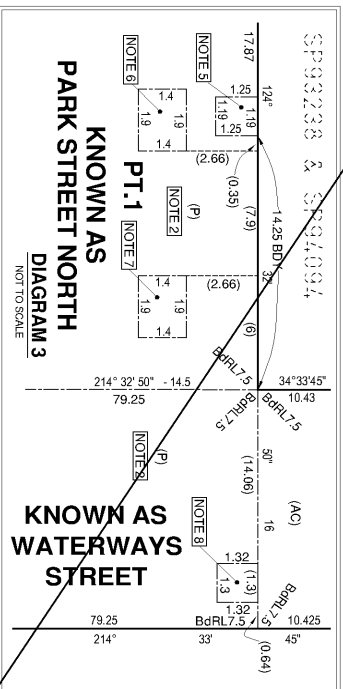 SP93238 & SP94094
17.87
124°
32'
50"
14.25 BDY
NOTE 5
1.25
1.19
1.19
1.25
NOTE 6
1.4
1.9
1.9
1.4
(2.66)
(0.35)
(7.9)
(6)
PT.1
KNOWN AS
PARK STREET NORTH
NOTE 2
(P)
(2.66)
NOTE 7
1.4
1.9
1.9
1.4
DIAGRAM 3
NOT TO SCALE
BdRL7.5
214° 32' 50" - 14.5
79.25
34°33'45"
10.43
BdRL7.5
BdRL7.5
(P)
NOTE 2
(14.06)
16
(AC)
KNOWN AS
WATERWAYS
STREET
NOTE 8
1.32
1.3
(1.3)
1.32
BdRL7.5
BdRL7.5
79.25
10.425
214°
33'
45"
(0.64)